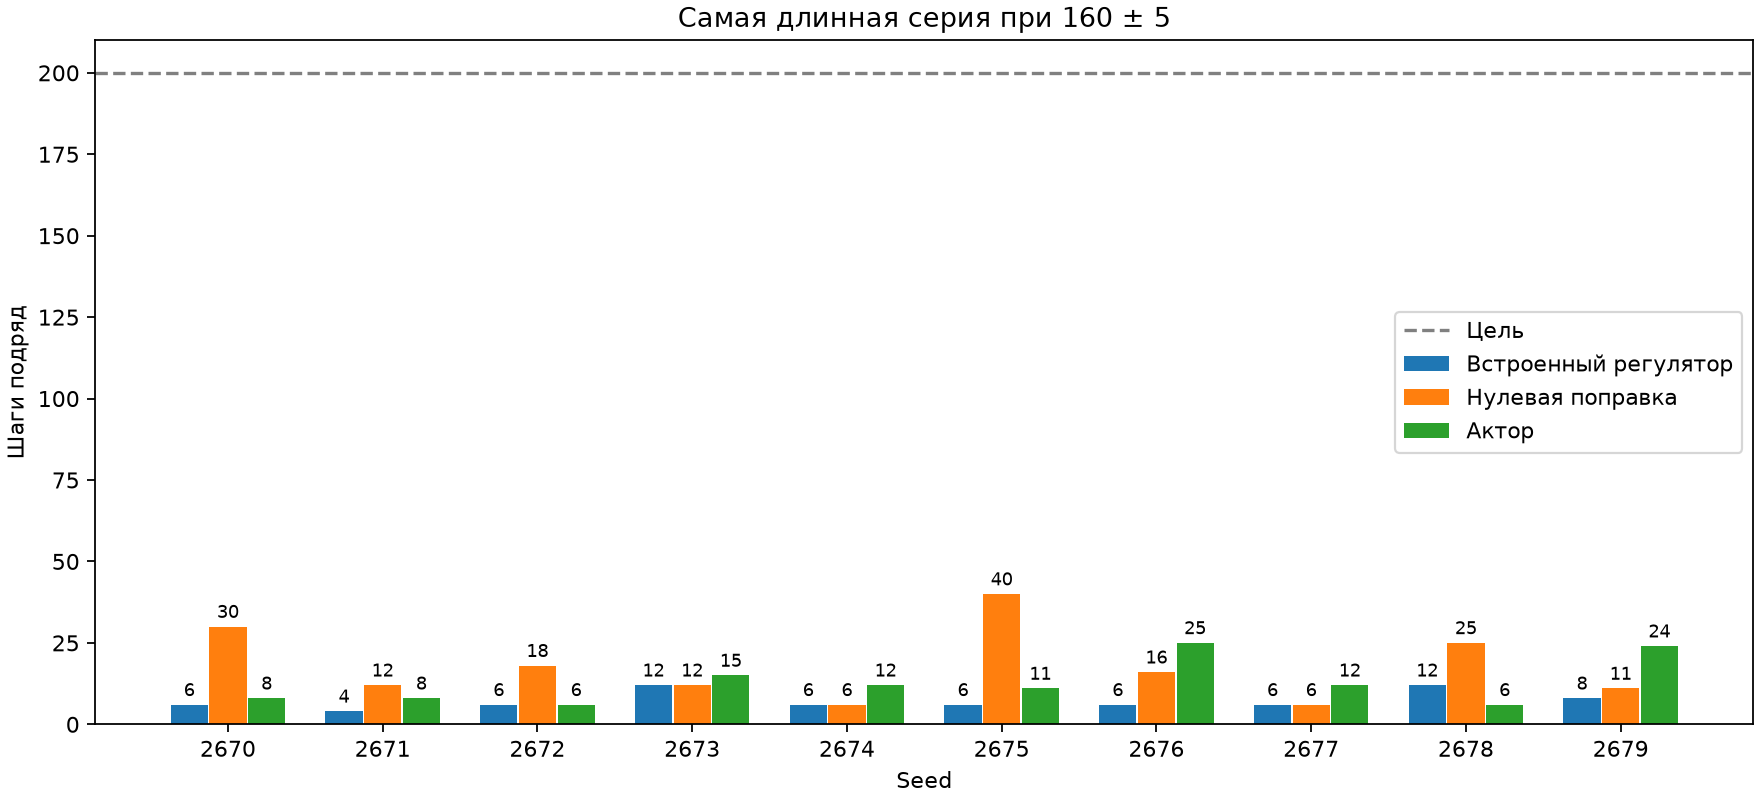 Самая длинная серия при 160 ± 5
Шаги подряд
200
175
150
125
100
75
50
25
0
Цель
Встроенный регулятор
Нулевая поправка
Актор
6 30 8
4 12 8
6 18 6
12 12 15
6 6 12
6 40 11
6 16 25
6 6 12
12 25 6
8 11 24
2670 2671 2672 2673 2674 2675 2676 2677 2678 2679
Seed